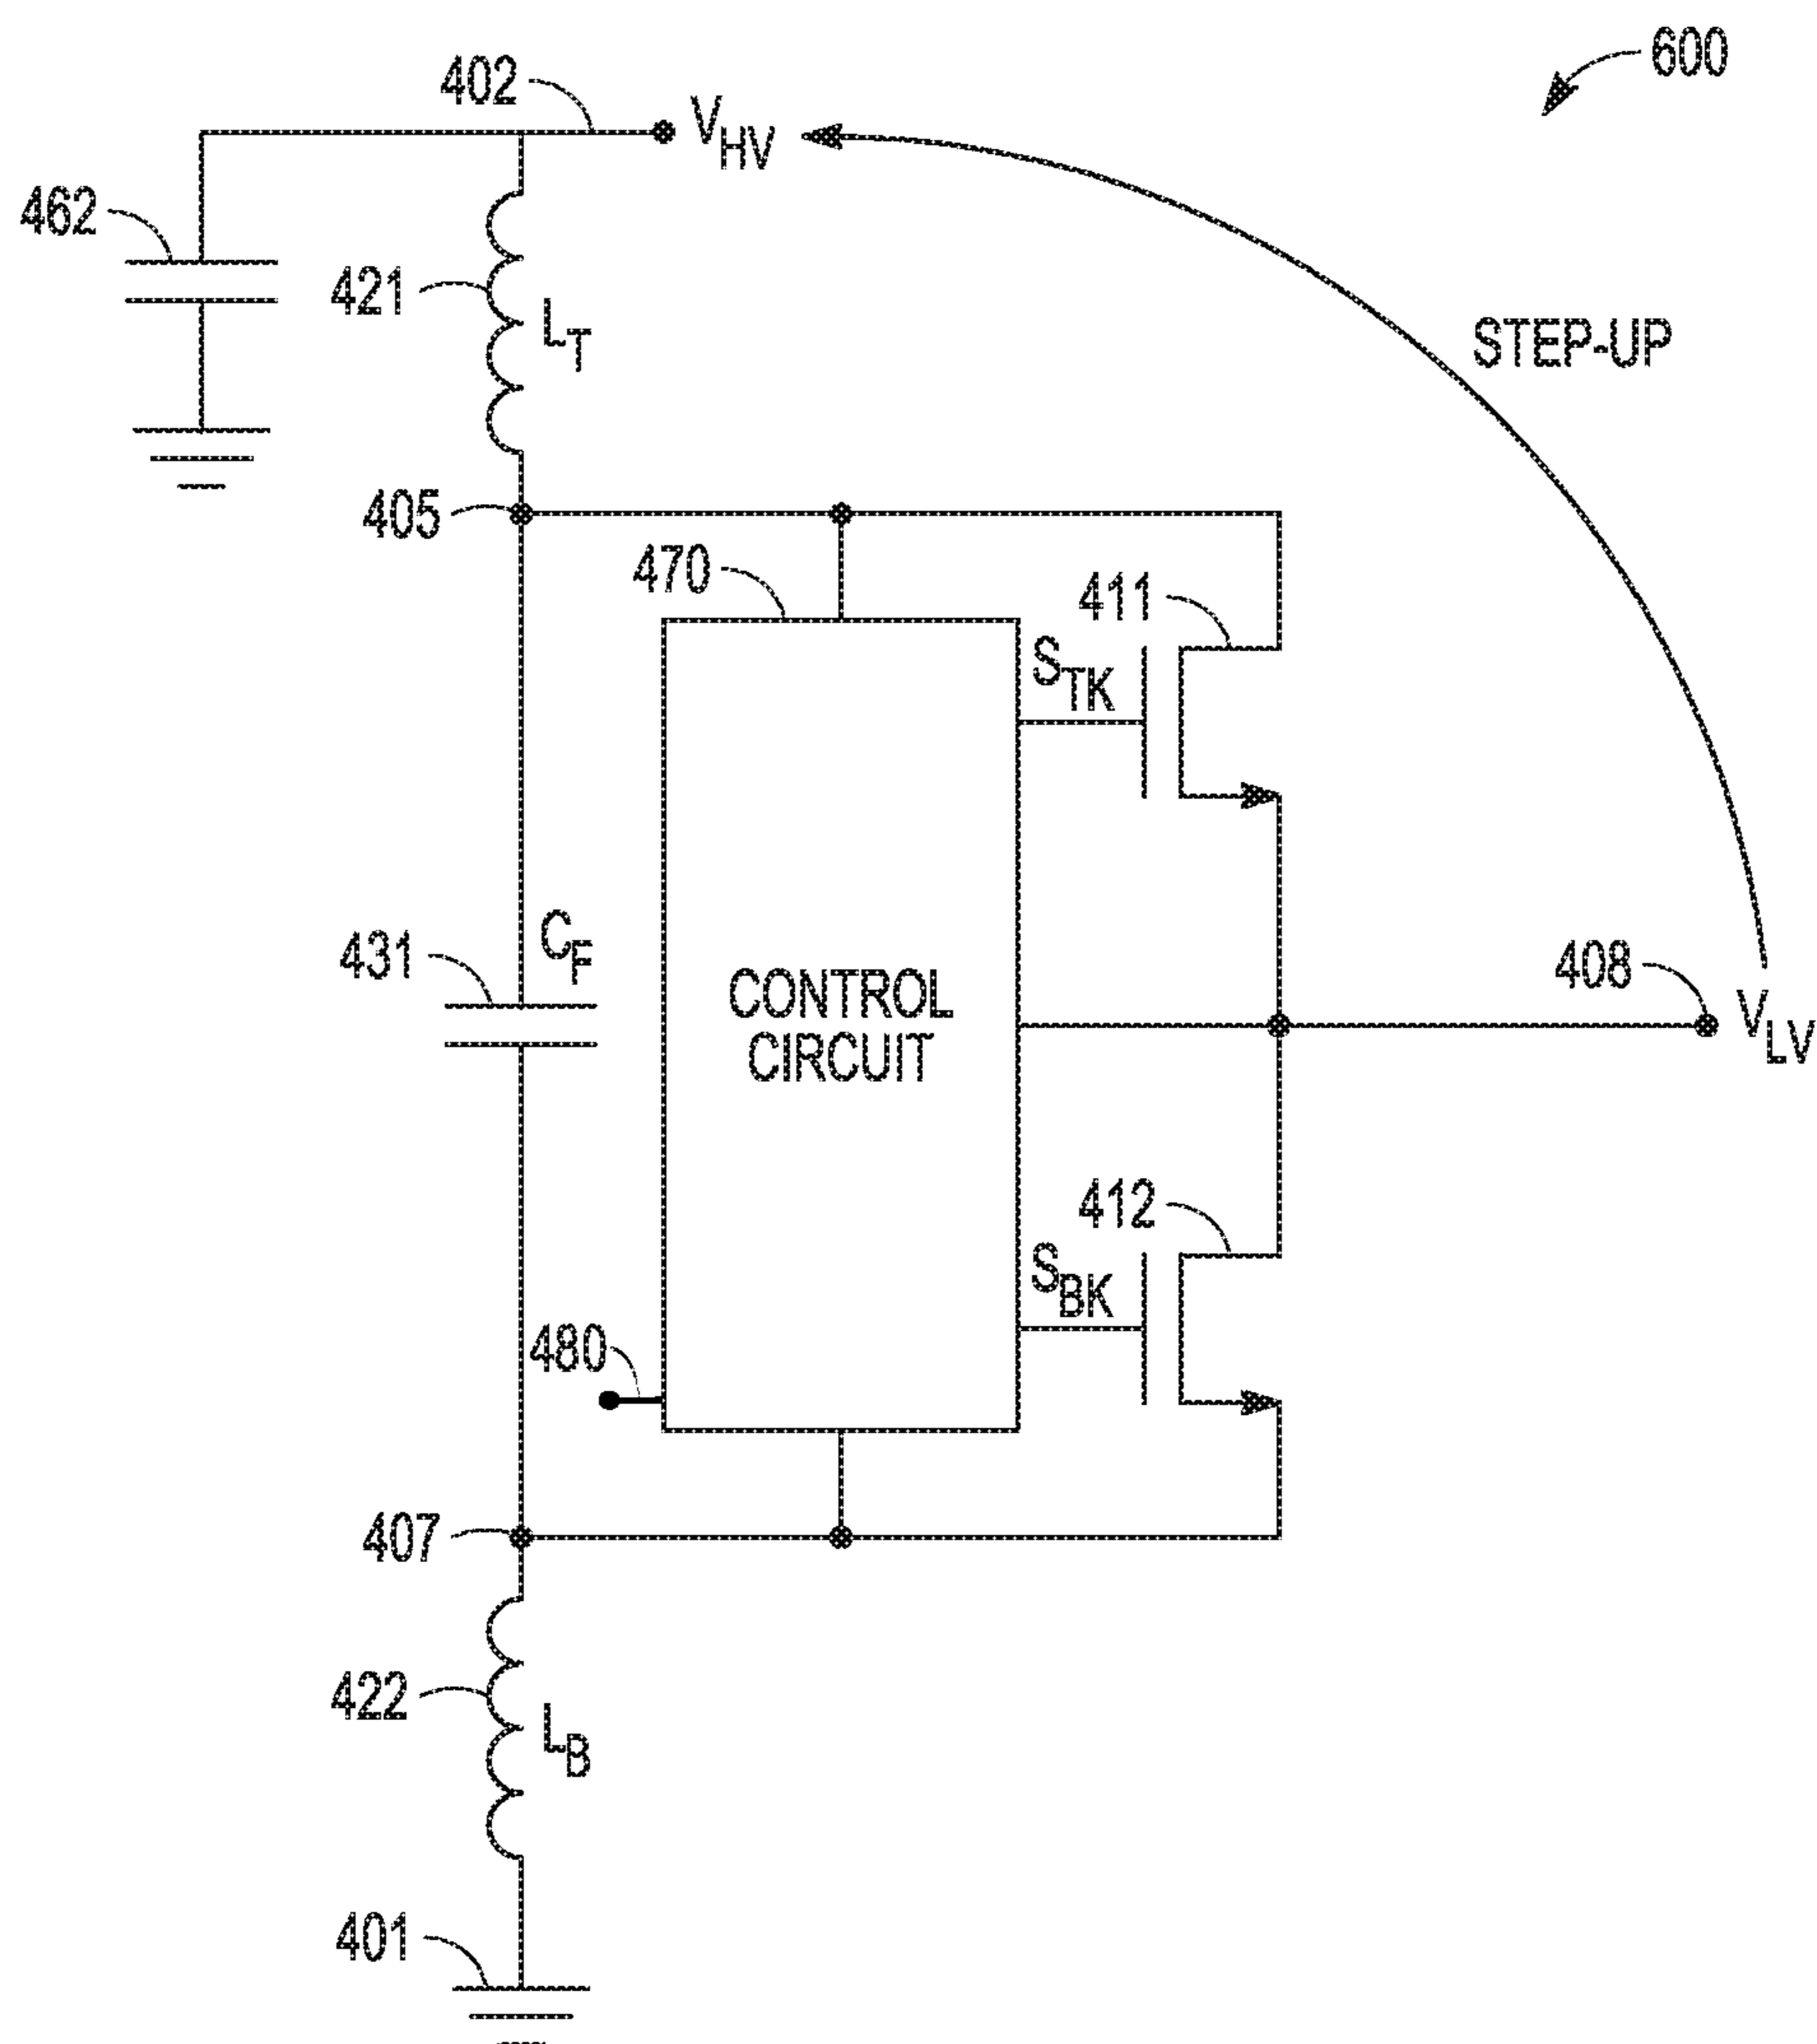 600
402
V_HV
462
421
L_T
STEP-UP
405
470
411
S_TK
431
C_F
CONTROL
CIRCUIT
408
V_LV
412
S_BK
480
407
422
L_B
401